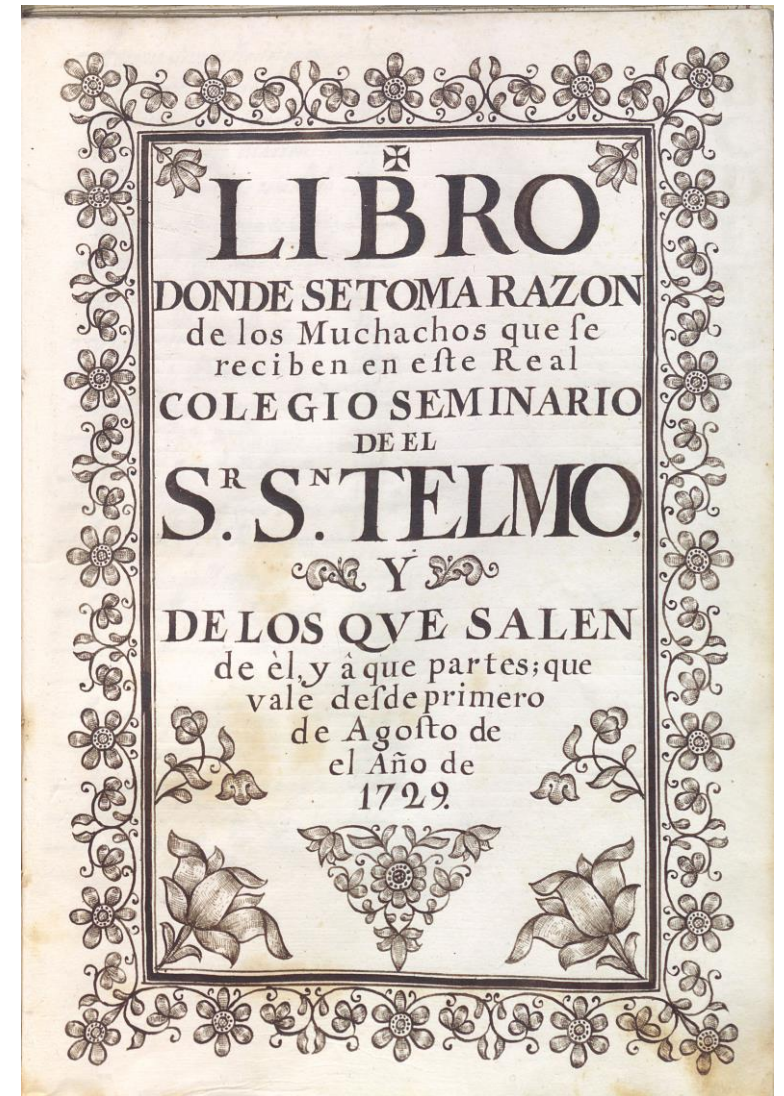 ✠
LIBRO
DONDE SE TOMA RAZON
de los Muchachos que ſe
reciben en eſte Real
COLEGIO SEMINARIO
DE EL
S.ᴿ S.ᴺ TELMO,
Y
DE LOS QVE SALEN
de èl, y â que partes; que
vale deſde primero
de Agoſto de
el Año de
1729.